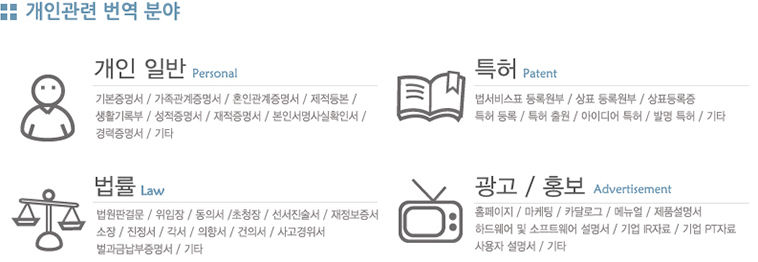 개인관련 번역 분야
개인 일반 Personal
기본증명서 / 가족관계증명서 / 혼인관계증명서 / 제적등본 /
생활기록부 / 성적증명서 / 재적증명서 / 본인서명사실확인서 /
경력증명서 / 기타
특허 Patent
법서비스표 등록원부 / 상표 등록원부 / 상표등록증
특허 등록 / 특허 출원 / 아이디어 특허 / 발명 특허 / 기타
법률 Law
법원판결문 / 위임장 / 동의서 /초청장 / 선서진술서 / 재정보증서
소장 / 진정서 / 각서 / 의향서 / 건의서 / 사고경위서
벌과금납부증명서 / 기타
광고 / 홍보 Advertisement
홈페이지 / 마케팅 / 카달로그 / 메뉴얼 / 제품설명서
하드웨어 및 소프트웨어 설명서 / 기업 IR자료 / 기업 PT자료
사용자 설명서 / 기타